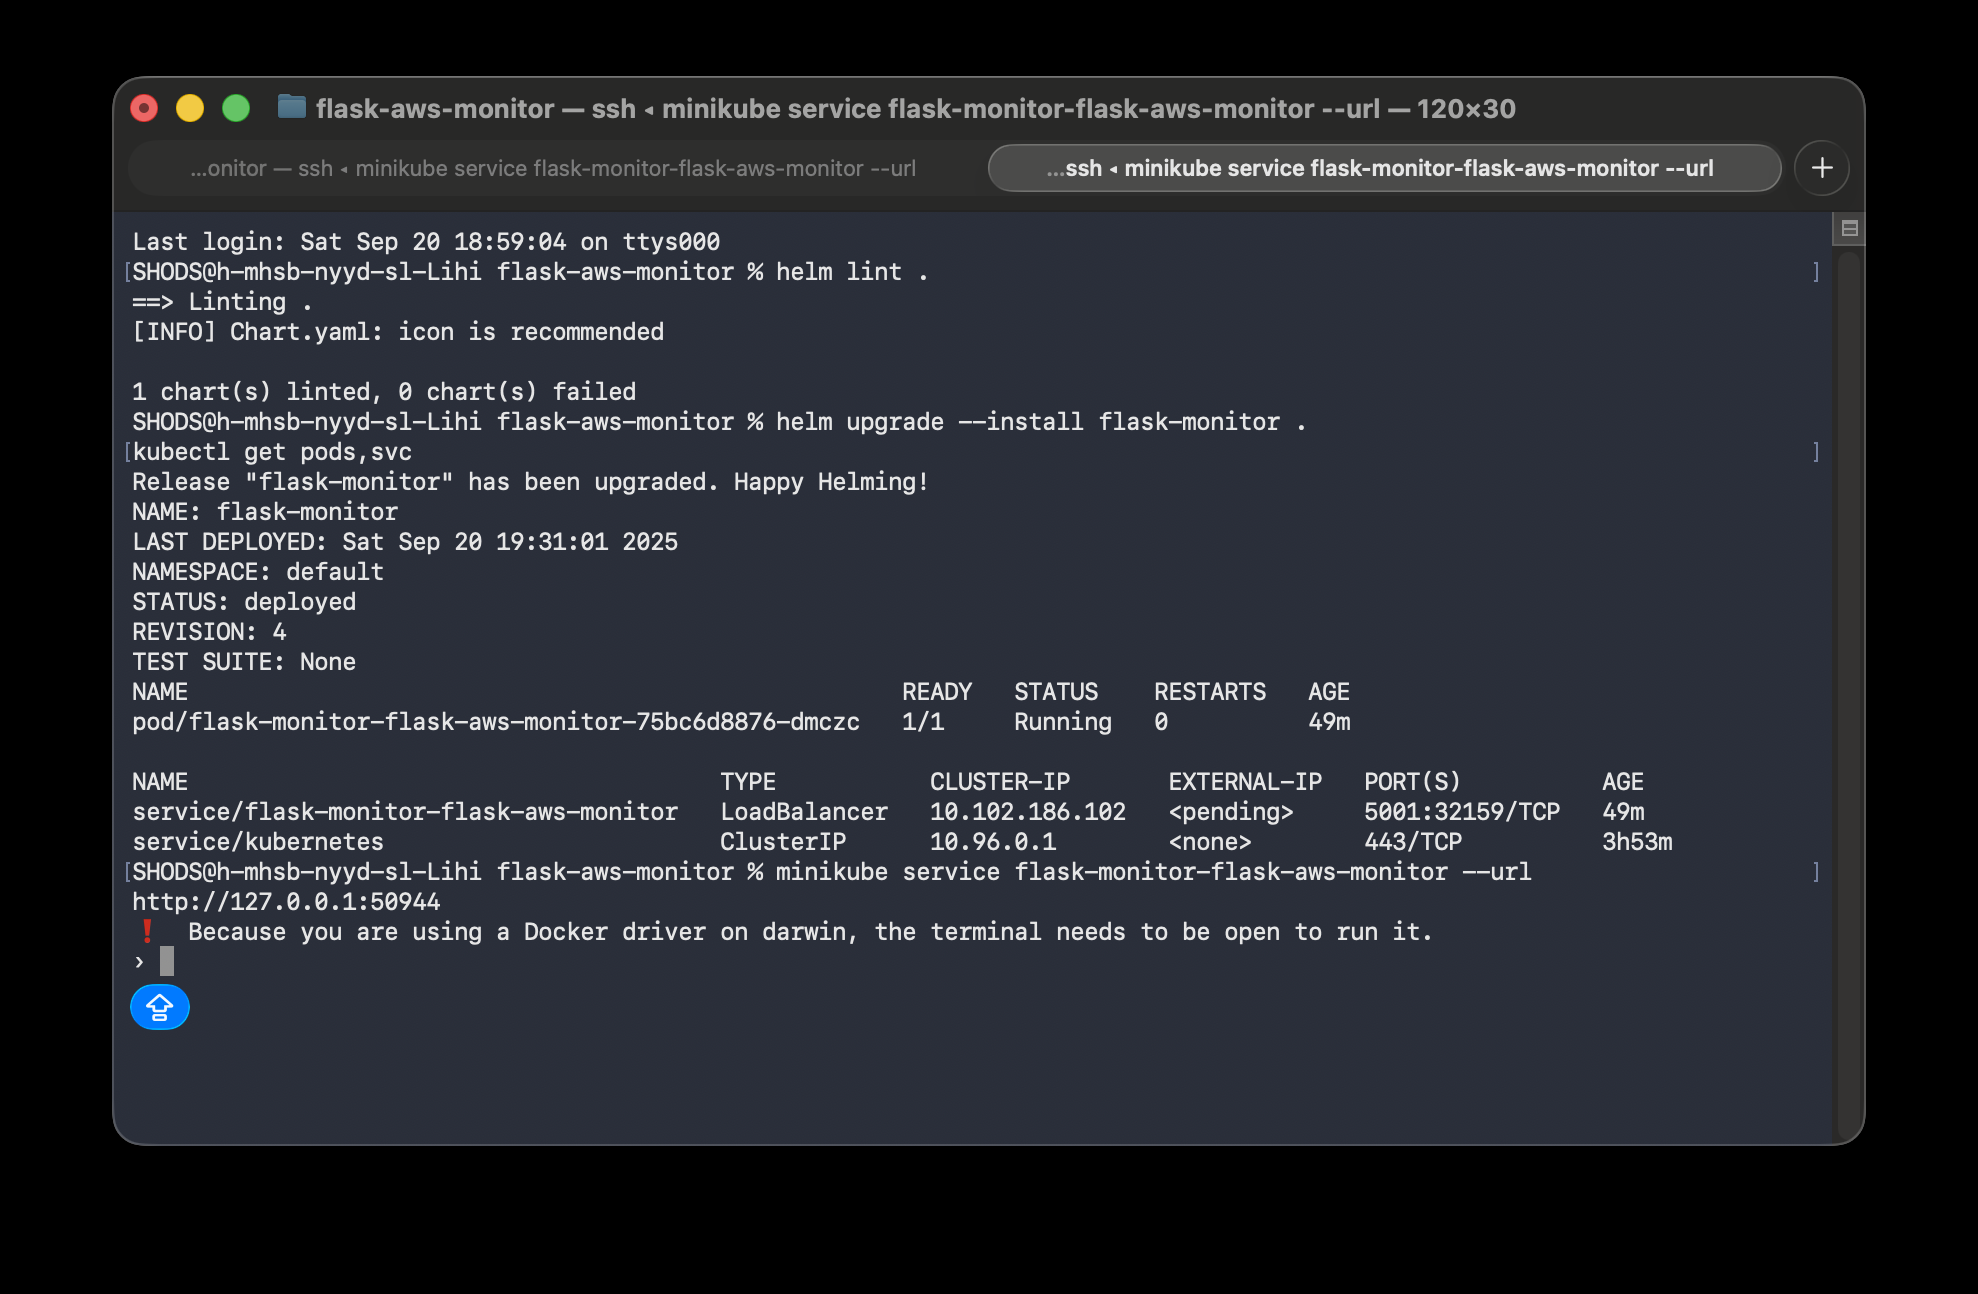 flask-aws-monitor — ssh ◂ minikube service flask-monitor-flask-aws-monitor --url — 120×30
...onitor — ssh ◂ minikube service flask-monitor-flask-aws-monitor --url
...ssh ◂ minikube service flask-monitor-flask-aws-monitor --url
Last login: Sat Sep 20 18:59:04 on ttys000
[SHODS@h-mhsb-nyyd-sl-Lihi flask-aws-monitor % helm lint . ]
==> Linting .
[INFO] Chart.yaml: icon is recommended
1 chart(s) linted, 0 chart(s) failed
SHODS@h-mhsb-nyyd-sl-Lihi flask-aws-monitor % helm upgrade --install flask-monitor .
[kubectl get pods,svc ]
Release "flask-monitor" has been upgraded. Happy Helming!
NAME: flask-monitor
LAST DEPLOYED: Sat Sep 20 19:31:01 2025
NAMESPACE: default
STATUS: deployed
REVISION: 4
TEST SUITE: None
NAME READY STATUS RESTARTS AGE
pod/flask-monitor-flask-aws-monitor-75bc6d8876-dmczc 1/1 Running 0 49m
NAME TYPE CLUSTER-IP EXTERNAL-IP PORT(S) AGE
service/flask-monitor-flask-aws-monitor LoadBalancer 10.102.186.102 <pending> 5001:32159/TCP 49m
service/kubernetes ClusterIP 10.96.0.1 <none> 443/TCP 3h53m
[SHODS@h-mhsb-nyyd-sl-Lihi flask-aws-monitor % minikube service flask-monitor-flask-aws-monitor --url ]
http://127.0.0.1:50944
❗ Because you are using a Docker driver on darwin, the terminal needs to be open to run it.
›